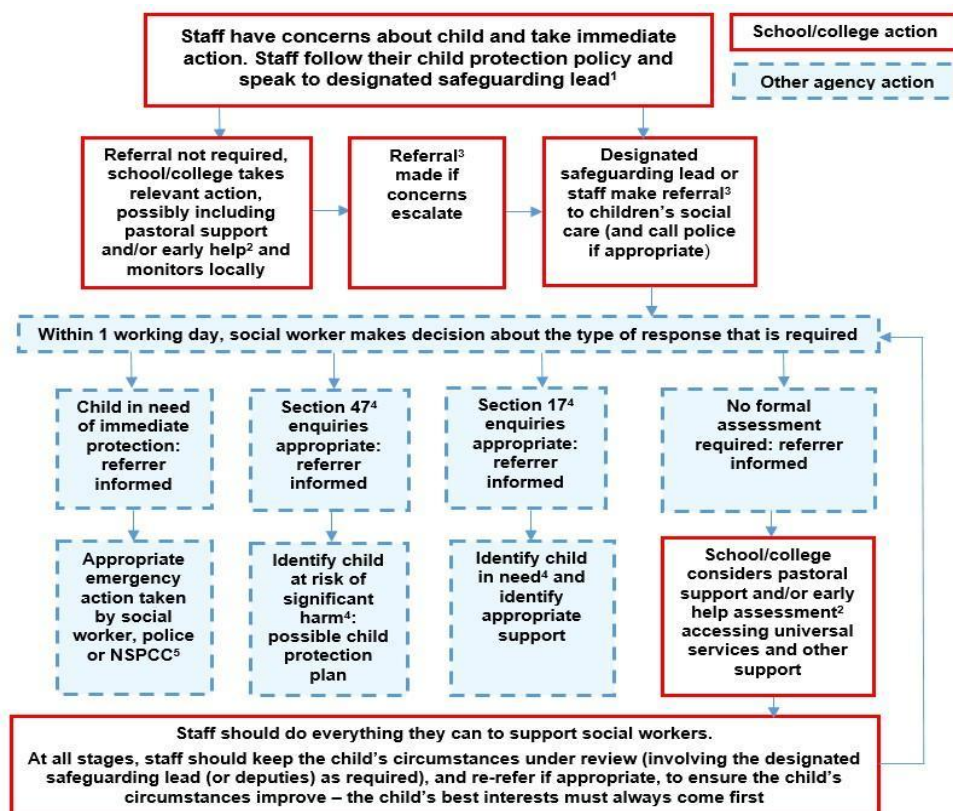 Staff have concerns about child and take immediate
action. Staff follow their child protection policy and
speak to designated safeguarding lead¹
School/college action
Other agency action
Referral not required,
school/college takes
relevant action,
possibly including
pastoral support
and/or early help² and
monitors locally
Referral³
made if
concerns
escalate
Designated
safeguarding lead or
staff make referral³
to children's social
care (and call police
if appropriate)
Within 1 working day, social worker makes decision about the type of response that is required
Child in need
of immediate
protection:
referrer
informed
Section 47⁴
enquiries
appropriate:
referrer
informed
Section 17⁴
enquiries
appropriate:
referrer
informed
No formal
assessment
required: referrer
informed
Appropriate
emergency
action taken
by social
worker, police
or NSPCC⁵
Identify child
at risk of
significant
harm⁴:
possible child
protection
plan
Identify child
in need⁴ and
identify
appropriate
support
School/college
considers pastoral
support and/or early
help assessment²
accessing universal
services and other
support
Staff should do everything they can to support social workers.
At all stages, staff should keep the child's circumstances under review (involving the designated
safeguarding lead (or deputies) as required), and re-refer if appropriate, to ensure the child's
circumstances improve – the child's best interests must always come first